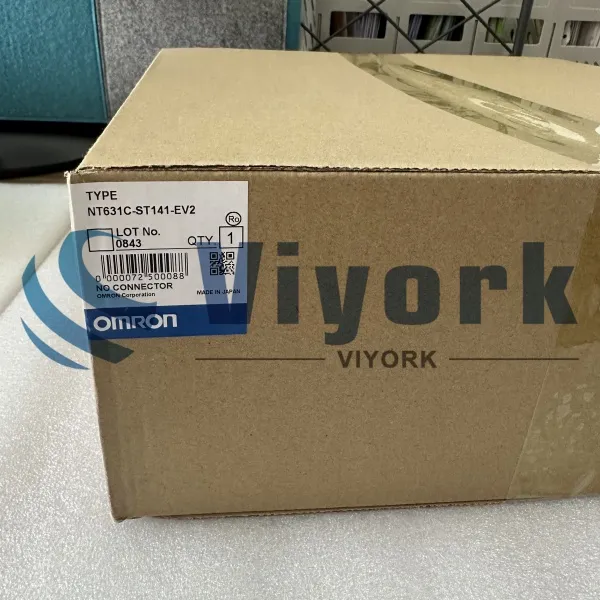 TYPE
NT631C-ST141-EV2
Ro
LOT No.
0843
QTY. 1
0 000072 500088
NO CONNECTOR
OMRON Corporation
MADE IN JAPAN
OMRON
Viyork
VIYORK